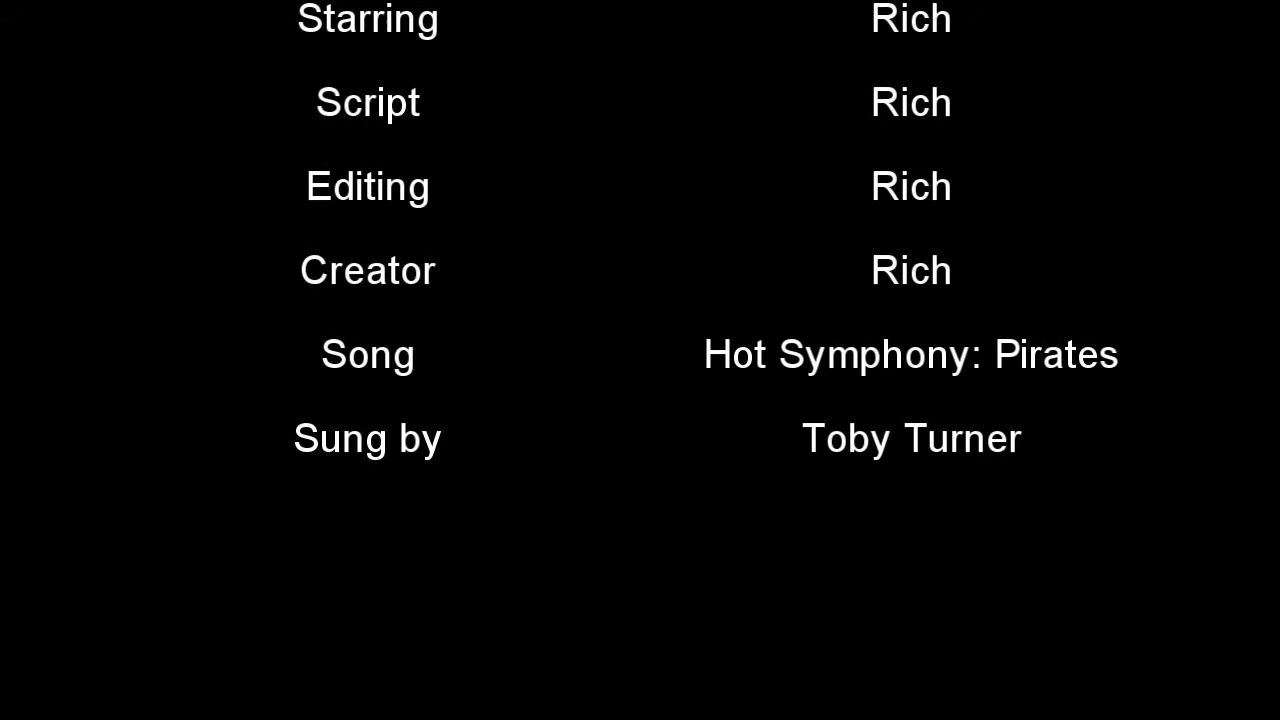 Starring Rich
Script Rich
Editing Rich
Creator Rich
Song Hot Symphony: Pirates
Sung by Toby Turner